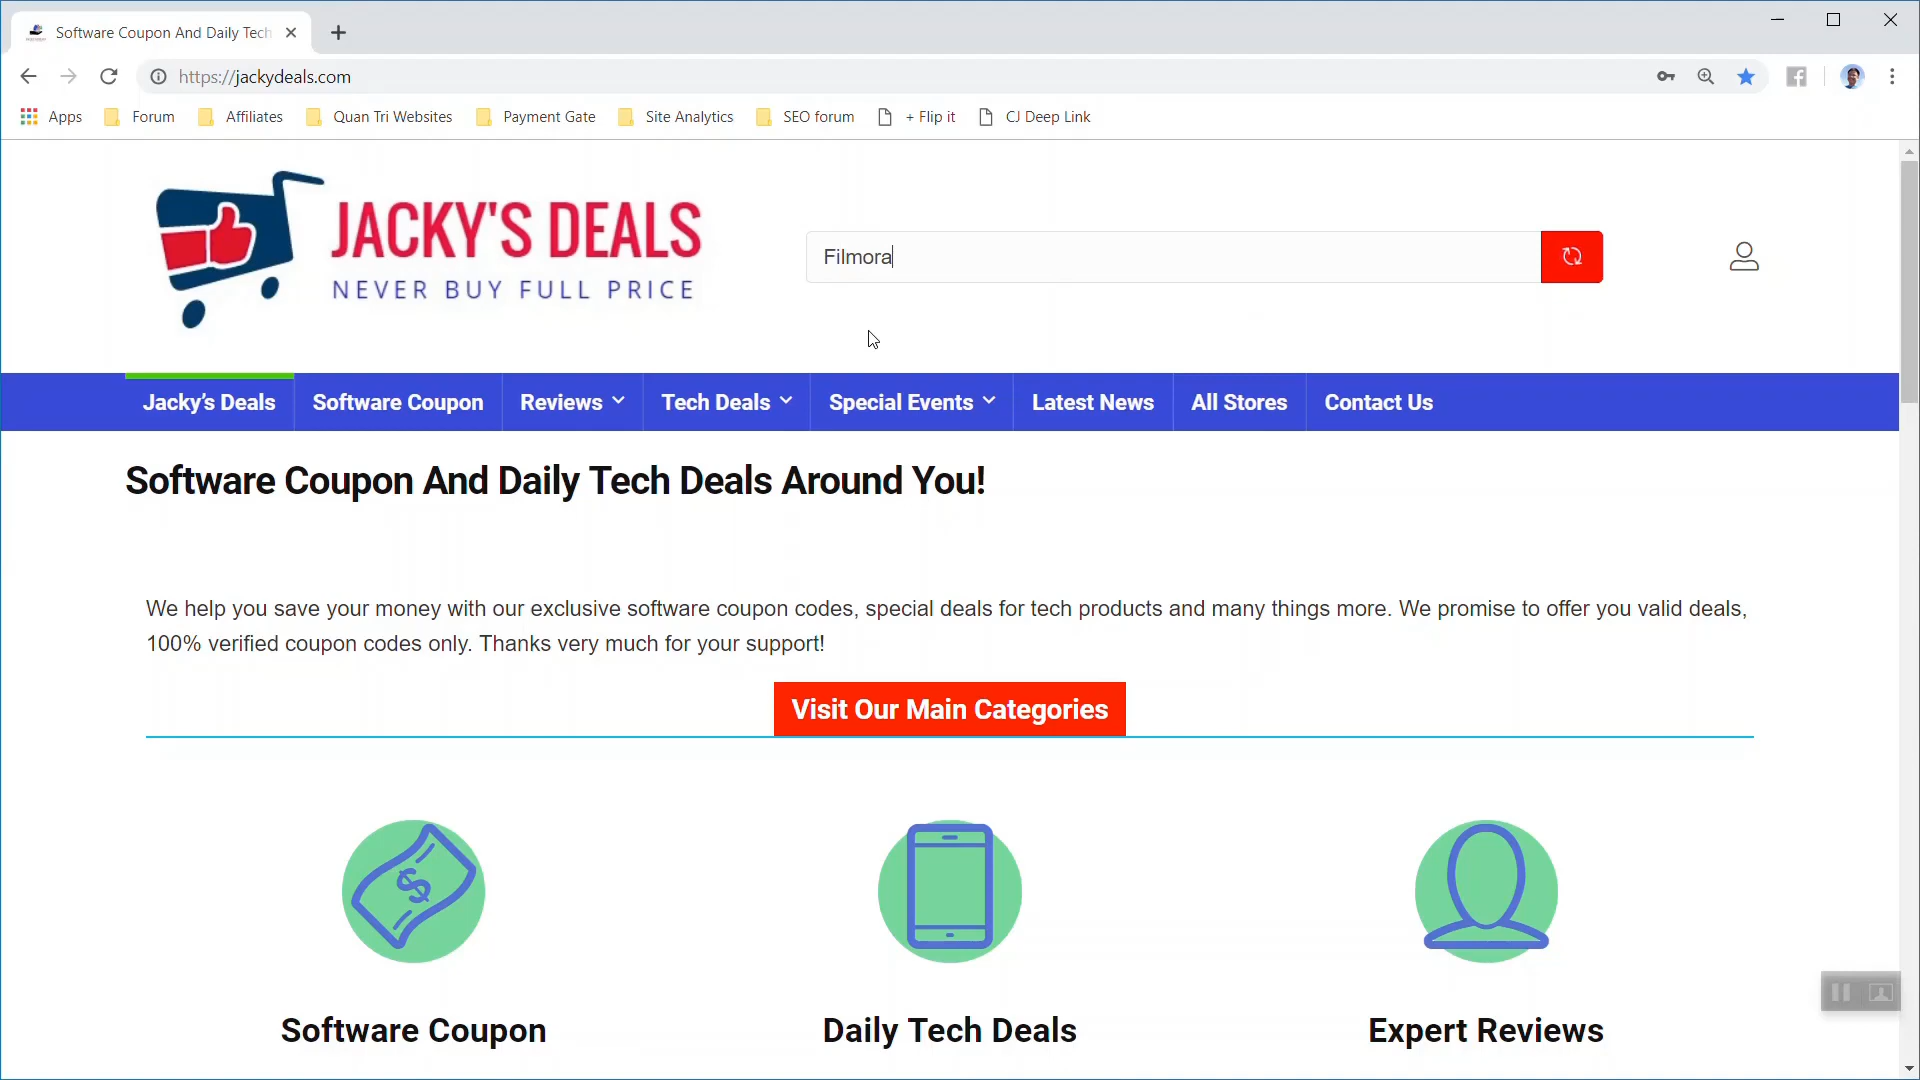 Software Coupon And Daily Tech
https://jackydeals.com
Apps Forum Affiliates Quan Tri Websites Payment Gate Site Analytics SEO forum + Flip it CJ Deep Link
JACKY'S DEALS
NEVER BUY FULL PRICE
Filmora
Jacky's Deals Software Coupon Reviews Tech Deals Special Events Latest News All Stores Contact Us
Software Coupon And Daily Tech Deals Around You!
We help you save your money with our exclusive software coupon codes, special deals for tech products and many things more. We promise to offer you valid deals,
100% verified coupon codes only. Thanks very much for your support!
Visit Our Main Categories
$
Software Coupon Daily Tech Deals Expert Reviews